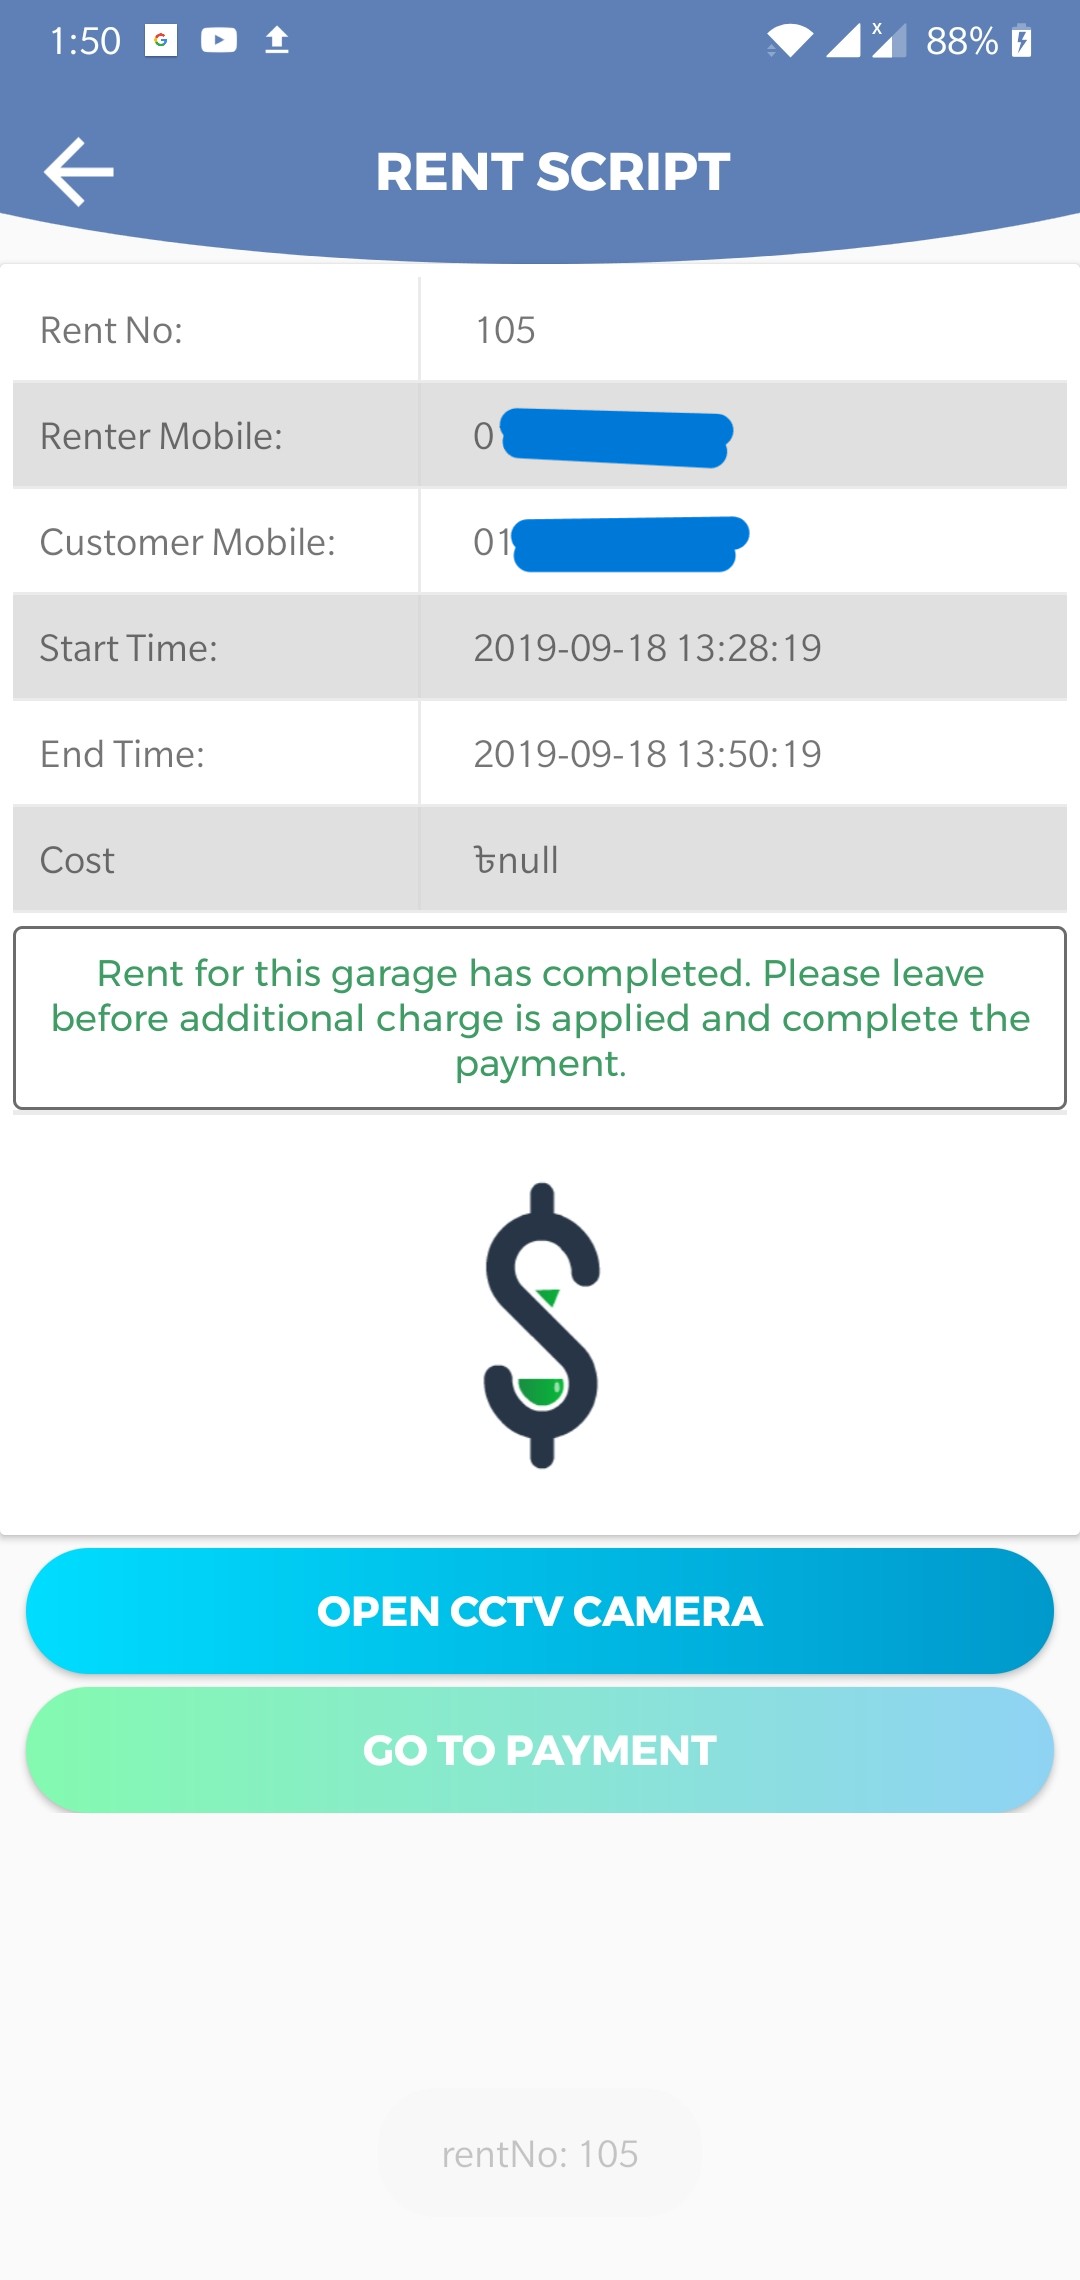 1:50 88%
RENT SCRIPT
Rent No: 105
Renter Mobile: 0
Customer Mobile: 01
Start Time: 2019-09-18 13:28:19
End Time: 2019-09-18 13:50:19
Cost ৳null
Rent for this garage has completed. Please leave
before additional charge is applied and complete the
payment.
OPEN CCTV CAMERA
GO TO PAYMENT
rentNo: 105